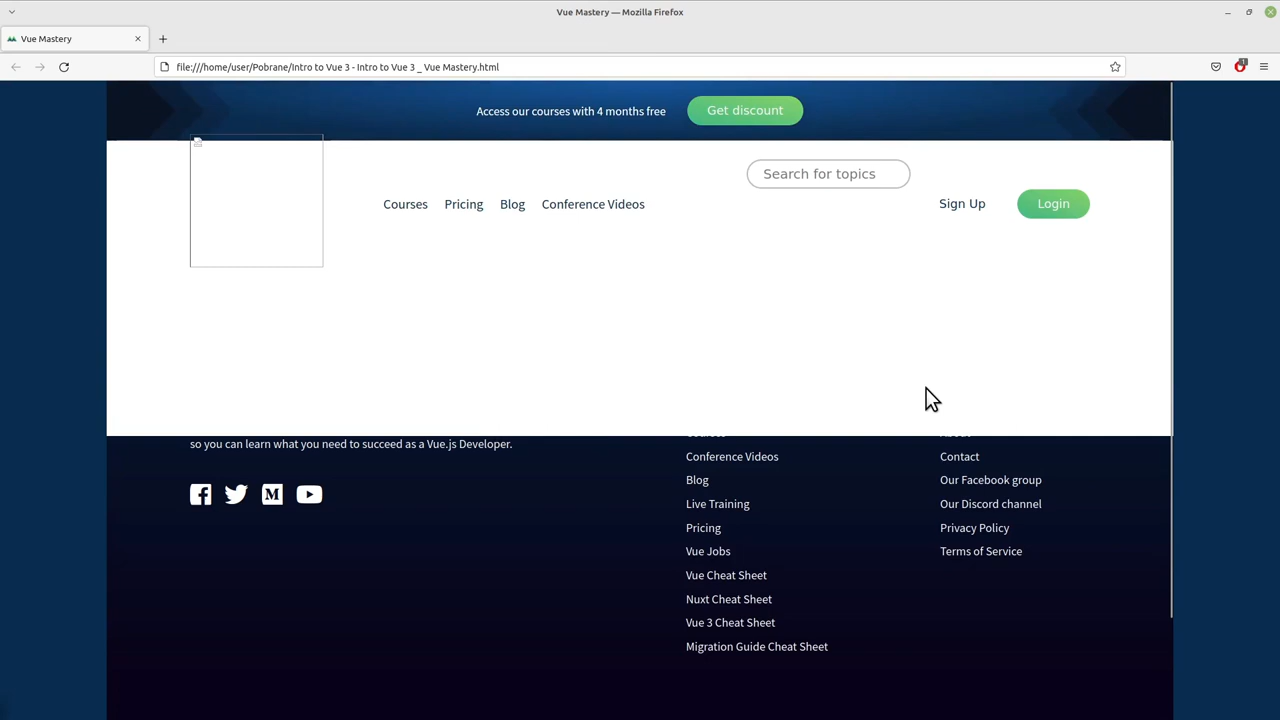 Vue Mastery — Mozilla Firefox
Vue Mastery
file:///home/user/Pobrane/Intro to Vue 3 - Intro to Vue 3 _ Vue Mastery.html
1
Access our courses with 4 months free
Get discount
Search for topics
Courses
Pricing
Blog
Conference Videos
Sign Up
Login
so you can learn what you need to succeed as a Vue.js Developer.
M
Conference Videos
Blog
Live Training
Pricing
Vue Jobs
Vue Cheat Sheet
Nuxt Cheat Sheet
Vue 3 Cheat Sheet
Migration Guide Cheat Sheet
Contact
Our Facebook group
Our Discord channel
Privacy Policy
Terms of Service